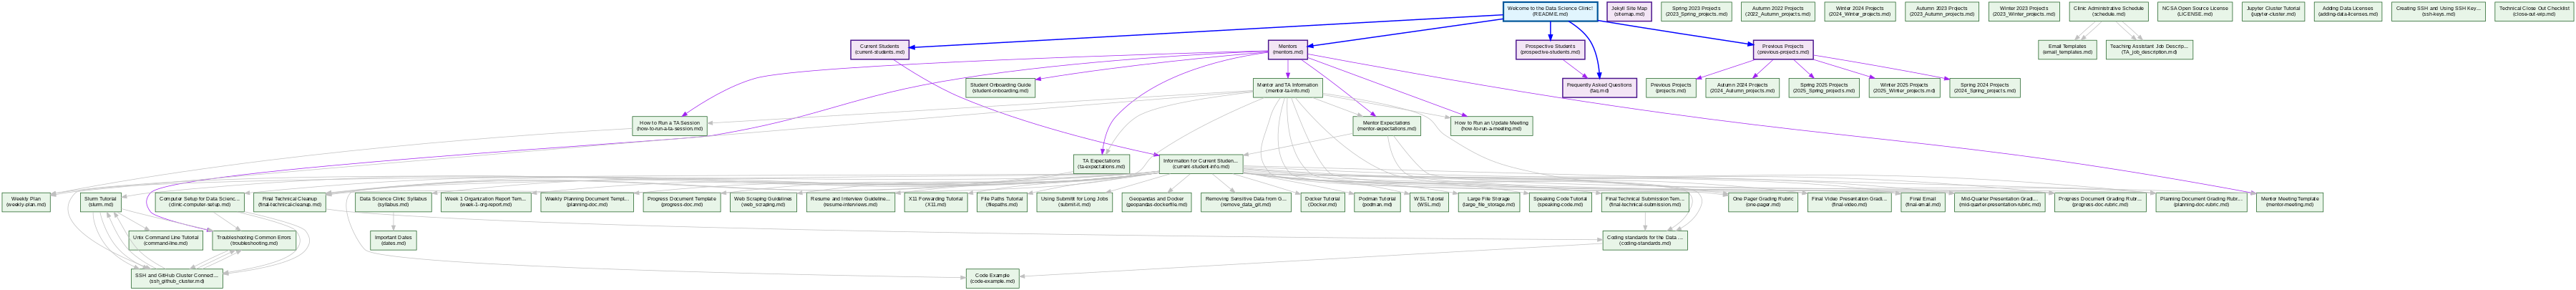 Welcome to the Data Science Clinic!
(README.md)
Jekyll Site Map
(sitemap.md)
Spring 2023 Projects
(2023_Spring_projects.md)
Autumn 2022 Projects
(2022_Autumn_projects.md)
Winter 2024 Projects
(2024_Winter_projects.md)
Autumn 2023 Projects
(2023_Autumn_projects.md)
Winter 2023 Projects
(2023_Winter_projects.md)
Clinic Administrative Schedule
(schedule.md)
NCSA Open Source License
(LICENSE.md)
Jupyter Cluster Tutorial
(jupyter-cluster.md)
Adding Data Licenses
(adding-data-licenses.md)
Creating SSH and Using SSH Key...
(ssh-keys.md)
Technical Close Out Checklist
(close-out-wip.md)
Current Students
(current-students.md)
Mentors
(mentors.md)
Prospective Students
(prospective-students.md)
Previous Projects
(previous-projects.md)
Email Templates
(email_templates.md)
Teaching Assistant Job Descrip...
(TA_job_description.md)
Student Onboarding Guide
(student-onboarding.md)
Mentor and TA Information
(mentor-ta-info.md)
Frequently Asked Questions
(faq.md)
Previous Projects
(projects.md)
Autumn 2024 Projects
(2024_Autumn_projects.md)
Spring 2025 Projects
(2025_Spring_projects.md)
Winter 2025 Projects
(2025_Winter_projects.md)
Spring 2024 Projects
(2024_Spring_projects.md)
How to Run a TA Session
(how-to-run-a-ta-session.md)
Mentor Expectations
(mentor-expectations.md)
How to Run an Update Meeting
(how-to-run-a-meeting.md)
TA Expectations
(ta-expectations.md)
Information for Current Studen...
(current-student-info.md)
Weekly Plan
(weekly-plan.md)
Slurm Tutorial
(slurm.md)
Computer Setup for Data Scienc...
(clinic-computer-setup.md)
Final Technical Cleanup
(final-technical-cleanup.md)
Data Science Clinic Syllabus
(syllabus.md)
Week 1 Organization Report Tem...
(week-1-org-report.md)
Weekly Planning Document Templ...
(planning-doc.md)
Progress Document Template
(progress-doc.md)
Web Scraping Guidelines
(web_scraping.md)
Resume and Interview Guideline...
(resume-interviews.md)
X11 Forwarding Tutorial
(X11.md)
File Paths Tutorial
(filepaths.md)
Using Submitit for Long Jobs
(submitit.md)
Geopandas and Docker
(geopandas-dockerfile.md)
Removing Sensitive Data from G...
(remove_data_git.md)
Docker Tutorial
(Docker.md)
Podman Tutorial
(podman.md)
WSL Tutorial
(WSL.md)
Large File Storage
(large_file_storage.md)
Speaking Code Tutorial
(speaking-code.md)
Final Technical Submission Tem...
(final-technical-submission.md)
One Pager Grading Rubric
(one-pager.md)
Final Video Presentation Gradi...
(final-video.md)
Final Email
(final-email.md)
Mid-Quarter Presentation Gradi...
(mid-quarter-presentation-rubric.md)
Progress Document Grading Rubr...
(progress-doc-rubric.md)
Planning Document Grading Rubr...
(planning-doc-rubric.md)
Mentor Meeting Template
(mentor-meeting.md)
Unix Command Line Tutorial
(command-line.md)
Troubleshooting Common Errors
(troubleshooting.md)
Important Dates
(dates.md)
Coding standards for the Data ...
(coding-standards.md)
SSH and GitHub Cluster Connect...
(ssh_github_cluster.md)
Code Example
(code-example.md)